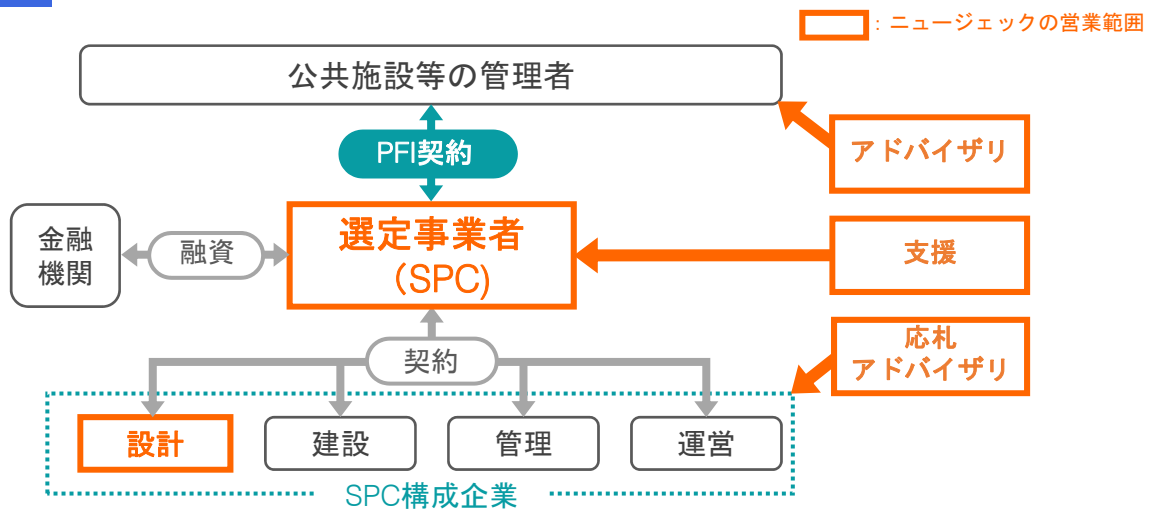 ：ニュージェックの営業範囲
公共施設等の管理者
PFI契約
アドバイザリ
金融
機関
融資
選定事業者
（SPC)
支援
契約
応札
アドバイザリ
設計
建設
管理
運営
SPC構成企業